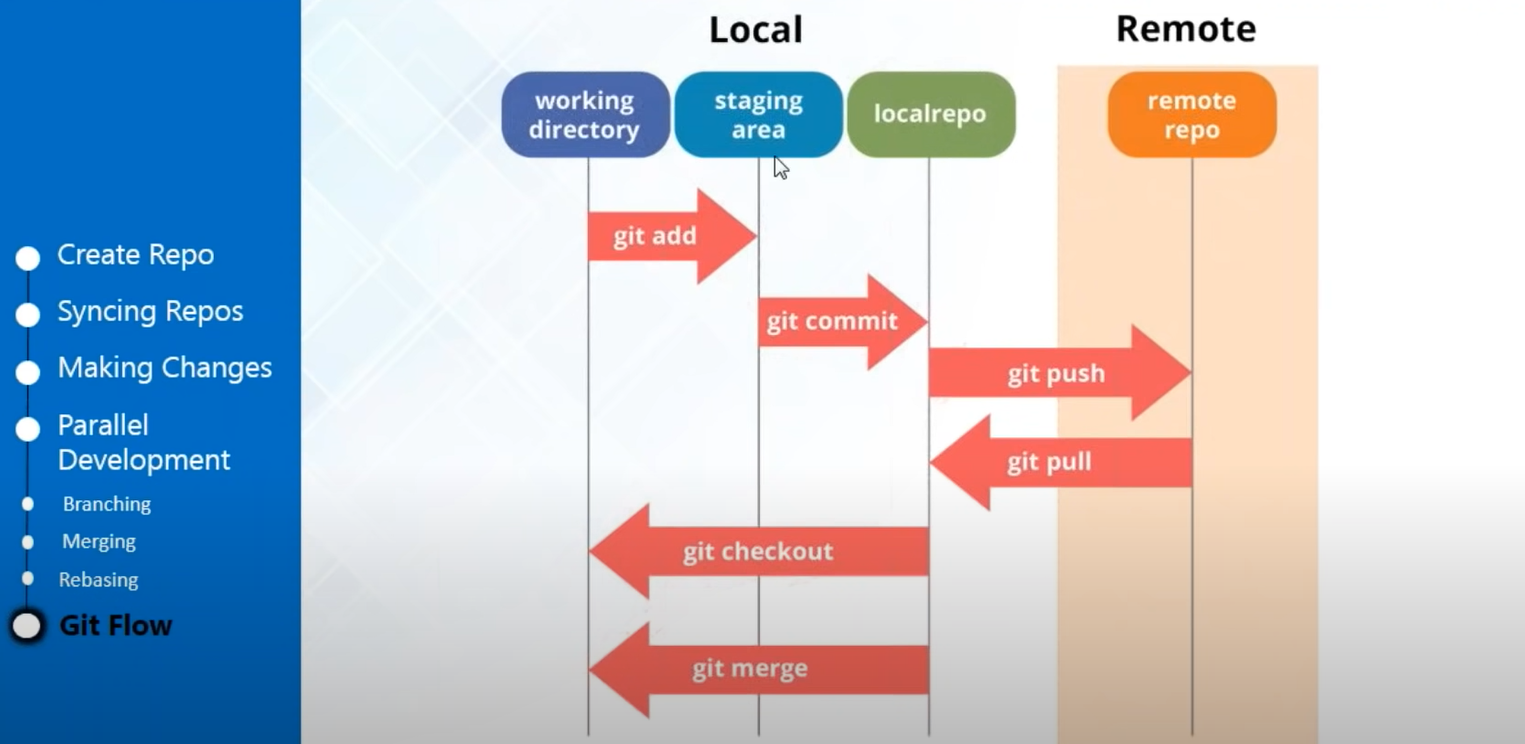 Create Repo
Syncing Repos
Making Changes
Parallel
Development
Branching
Merging
Rebasing
Git Flow
Local
Remote
working
directory
staging
area
localrepo
remote
repo
git add
git commit
git push
git pull
git checkout
git merge